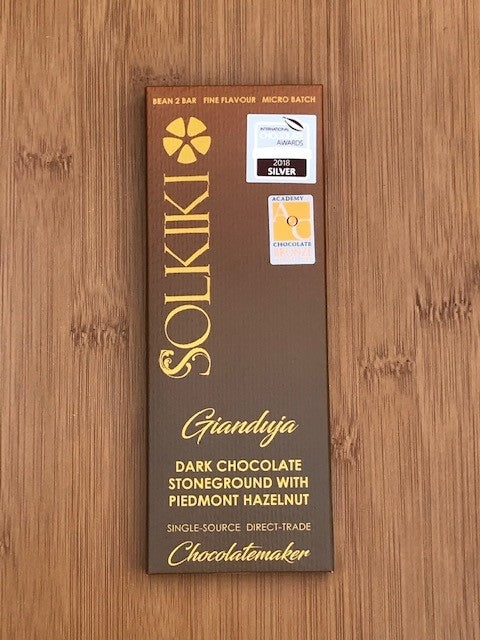 BEAN 2 BAR FINE FLAVOUR MICRO BATCH
INTERNATIONAL
AWARDS
2018
SILVER
ACADEMY
AOC
CHOCOLATE
SOLKIKI
Gianduja
DARK CHOCOLATE
STONEGROUND WITH
PIEDMONT HAZELNUT
SINGLE-SOURCE DIRECT-TRADE
Chocolatemaker